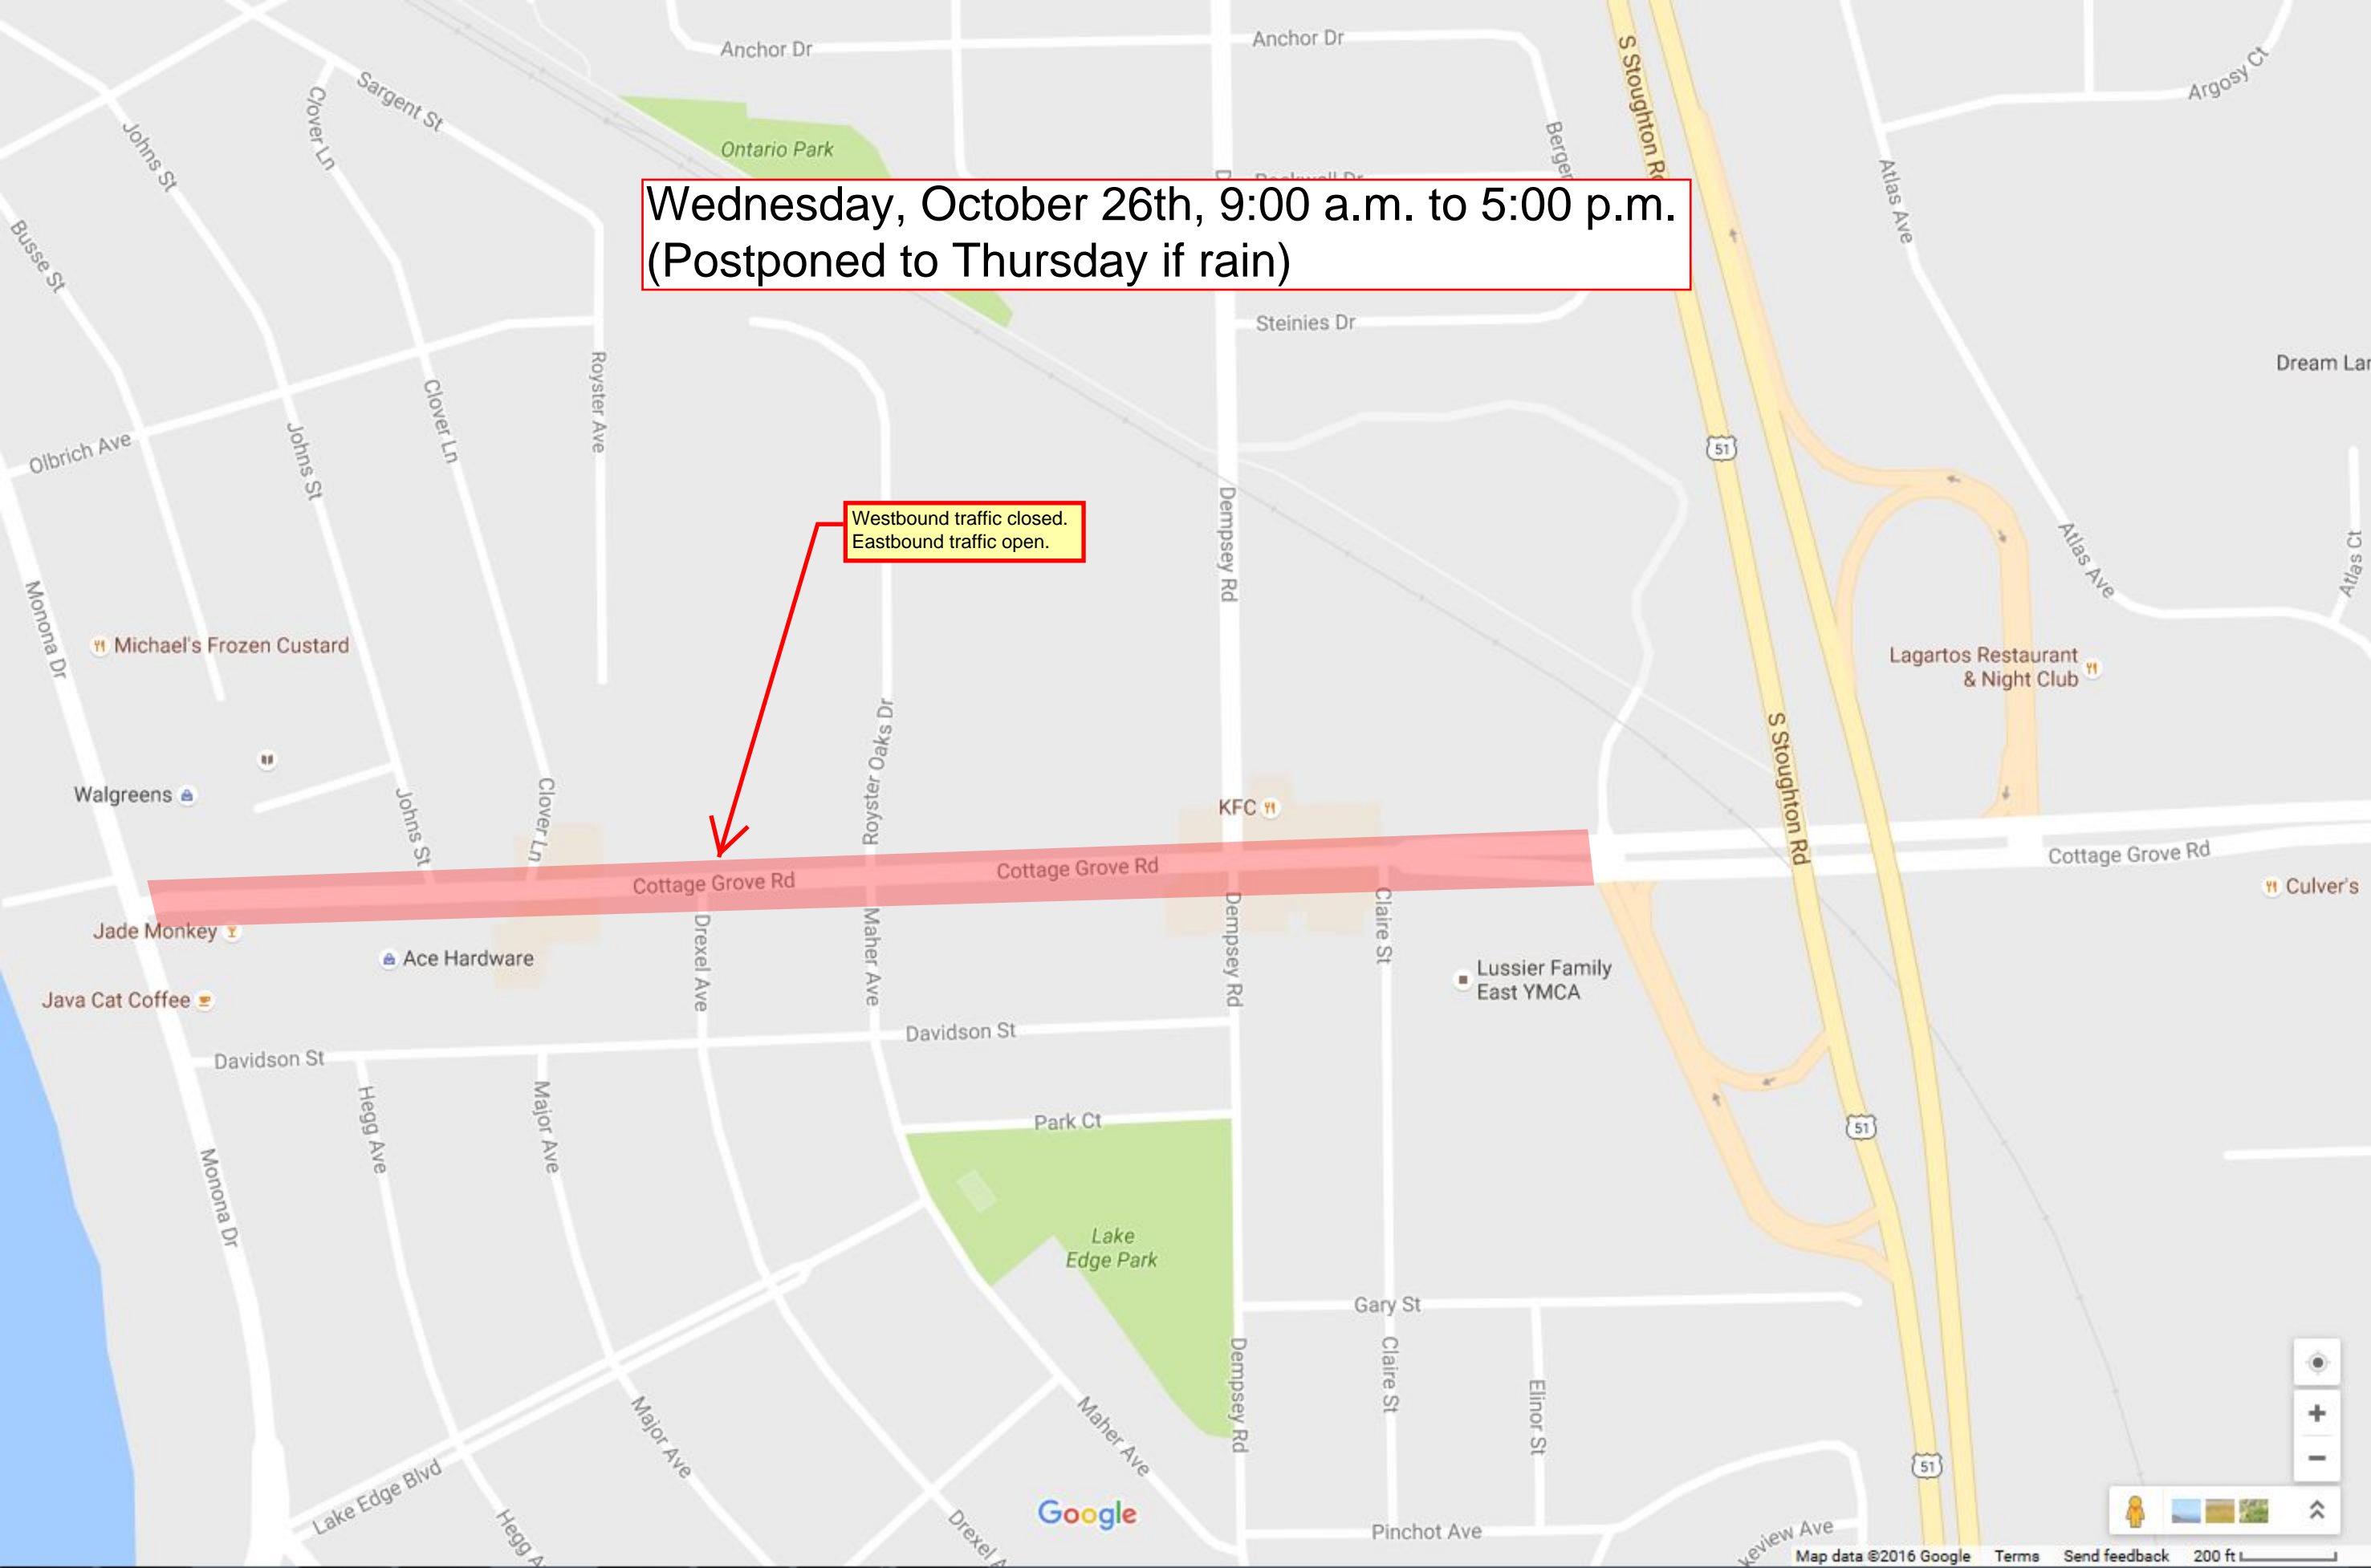 Anchor Dr
Anchor Dr
S Stoughton Rd
Argosy Ct
Sargent St
Clover Ln
Johns St
Ontario Park
Atlas Ave
Busse St
Wednesday, October 26th, 9:00 a.m. to 5:00 p.m.
(Postponed to Thursday if rain)
Steinies Dr
Royster Ave
Dream Lar
Clover Ln
Olbrich Ave
Johns St
51
Westbound traffic closed.
Eastbound traffic open.
Dempsey Rd
Atlas Ave
Atlas Ct
Monona Dr
Michael's Frozen Custard
Lagartos Restaurant
& Night Club
Royster Oaks Dr
S Stoughton Rd
Walgreens
Johns St
Clover Ln
KFC
Cottage Grove Rd
Cottage Grove Rd
Cottage Grove Rd
Culver's
Jade Monkey
Ace Hardware
Drexel Ave
Maher Ave
Dempsey Rd
Claire St
Lussier Family
East YMCA
Java Cat Coffee
Davidson St
Davidson St
Hegg Ave
Major Ave
Park Ct
51
Monona Dr
Lake
Edge Park
Gary St
Dempsey Rd
Claire St
Elinor St
Major Ave
Maher Ave
51
Lake Edge Blvd
Hegg A
Drexel A
Google
Pinchot Ave
keview Ave
Map data ©2016 Google Terms Send feedback 200 ft